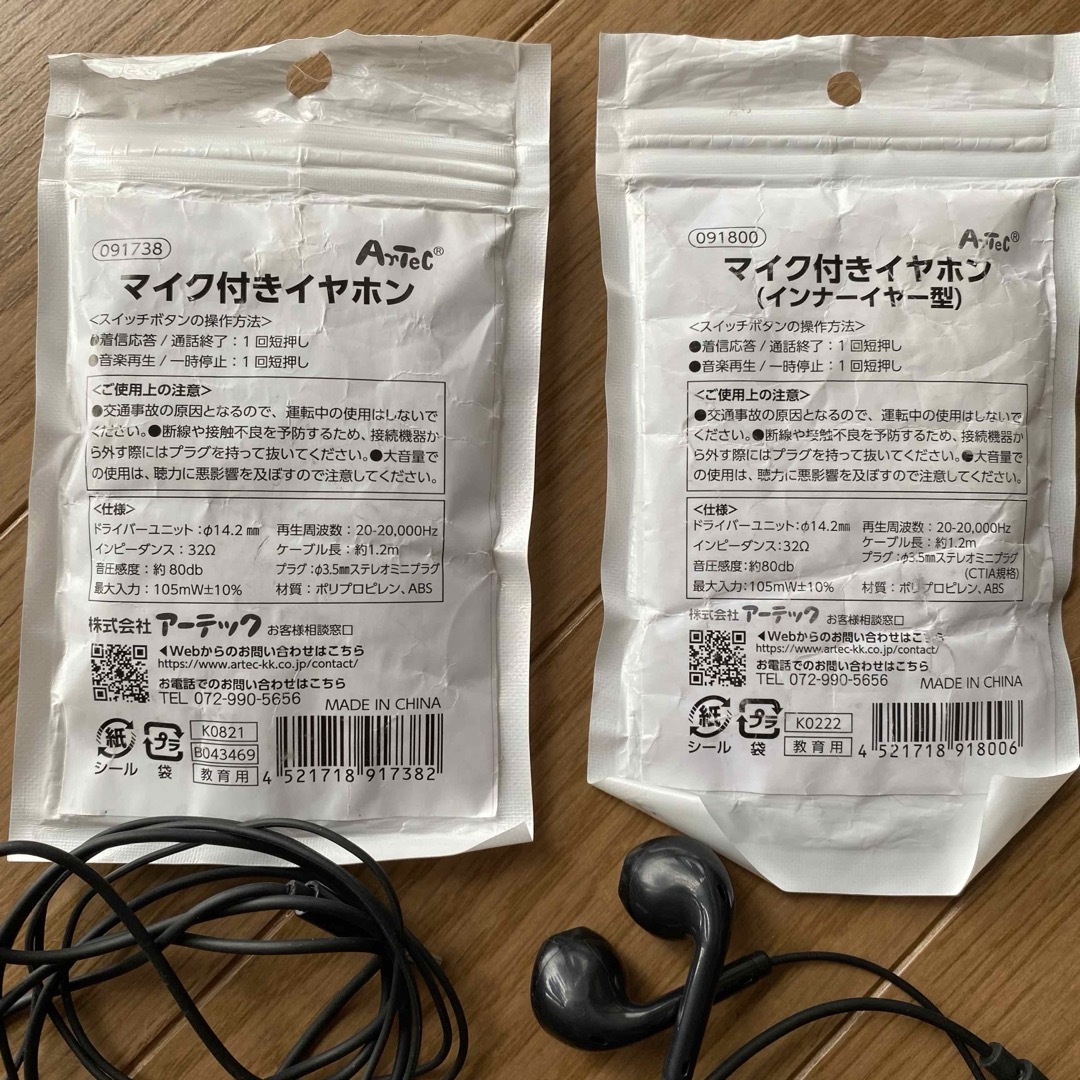 091738
ArTeC®
マイク付きイヤホン
<スイッチボタンの操作方法>
●着信応答 / 通話終了：1 回短押し
●音楽再生 / 一時停止：1 回短押し
<ご使用上の注意>
●交通事故の原因となるので、運転中の使用はしないで
ください。●断線や接触不良を予防するため、接続機器か
ら外す際にはプラグを持って抜いてください。●大音量で
の使用は、聴力に悪影響を及ぼすので注意してください。
<仕様>
ドライバーユニット：φ14.2 ㎜ 再生周波数：20-20,000Hz
インピーダンス：32Ω ケーブル長：約1.2m
音圧感度：約 80db プラグ：φ3.5㎜ステレオミニプラグ
最大入力：105mW±10% 材質：ポリプロピレン、ABS
株式会社 アーテック お客様相談窓口
◀Webからのお問い合わせはこちら
https://www.artec-kk.co.jp/contact/
お電話でのお問い合わせはこちら
TEL 072-990-5656
MADE IN CHINA
紙 シール
プラ 袋
K0821
B043469
教育用
4 521718 917382
091800
ArTeC®
マイク付きイヤホン
(インナーイヤー型)
<スイッチボタンの操作方法>
●着信応答 / 通話終了：1 回短押し
●音楽再生 / 一時停止：1 回短押し
<ご使用上の注意>
●交通事故の原因となるので、運転中の使用はしないで
ください。●断線や接触不良を予防するため、接続機器か
ら外す際にはプラグを持って抜いてください。●大音量で
の使用は、聴力に悪影響を及ぼすので注意してください。
<仕様>
ドライバーユニット：φ14.2㎜ 再生周波数：20-20,000Hz
インピーダンス：32Ω ケーブル長：約1.2m
音圧感度：約80db プラグ：φ3.5㎜ステレオミニプラグ
(CTIA規格)
最大入力：105mW±10% 材質：ポリプロピレン、ABS
株式会社 アーテック お客様相談窓口
◀Webからのお問い合わせはこちら
https://www.artec-kk.co.jp/contact/
お電話でのお問い合わせはこちら
TEL 072-990-5656
MADE IN CHINA
紙 シール
プラ 袋
K0222
教育用
4 521718 918006